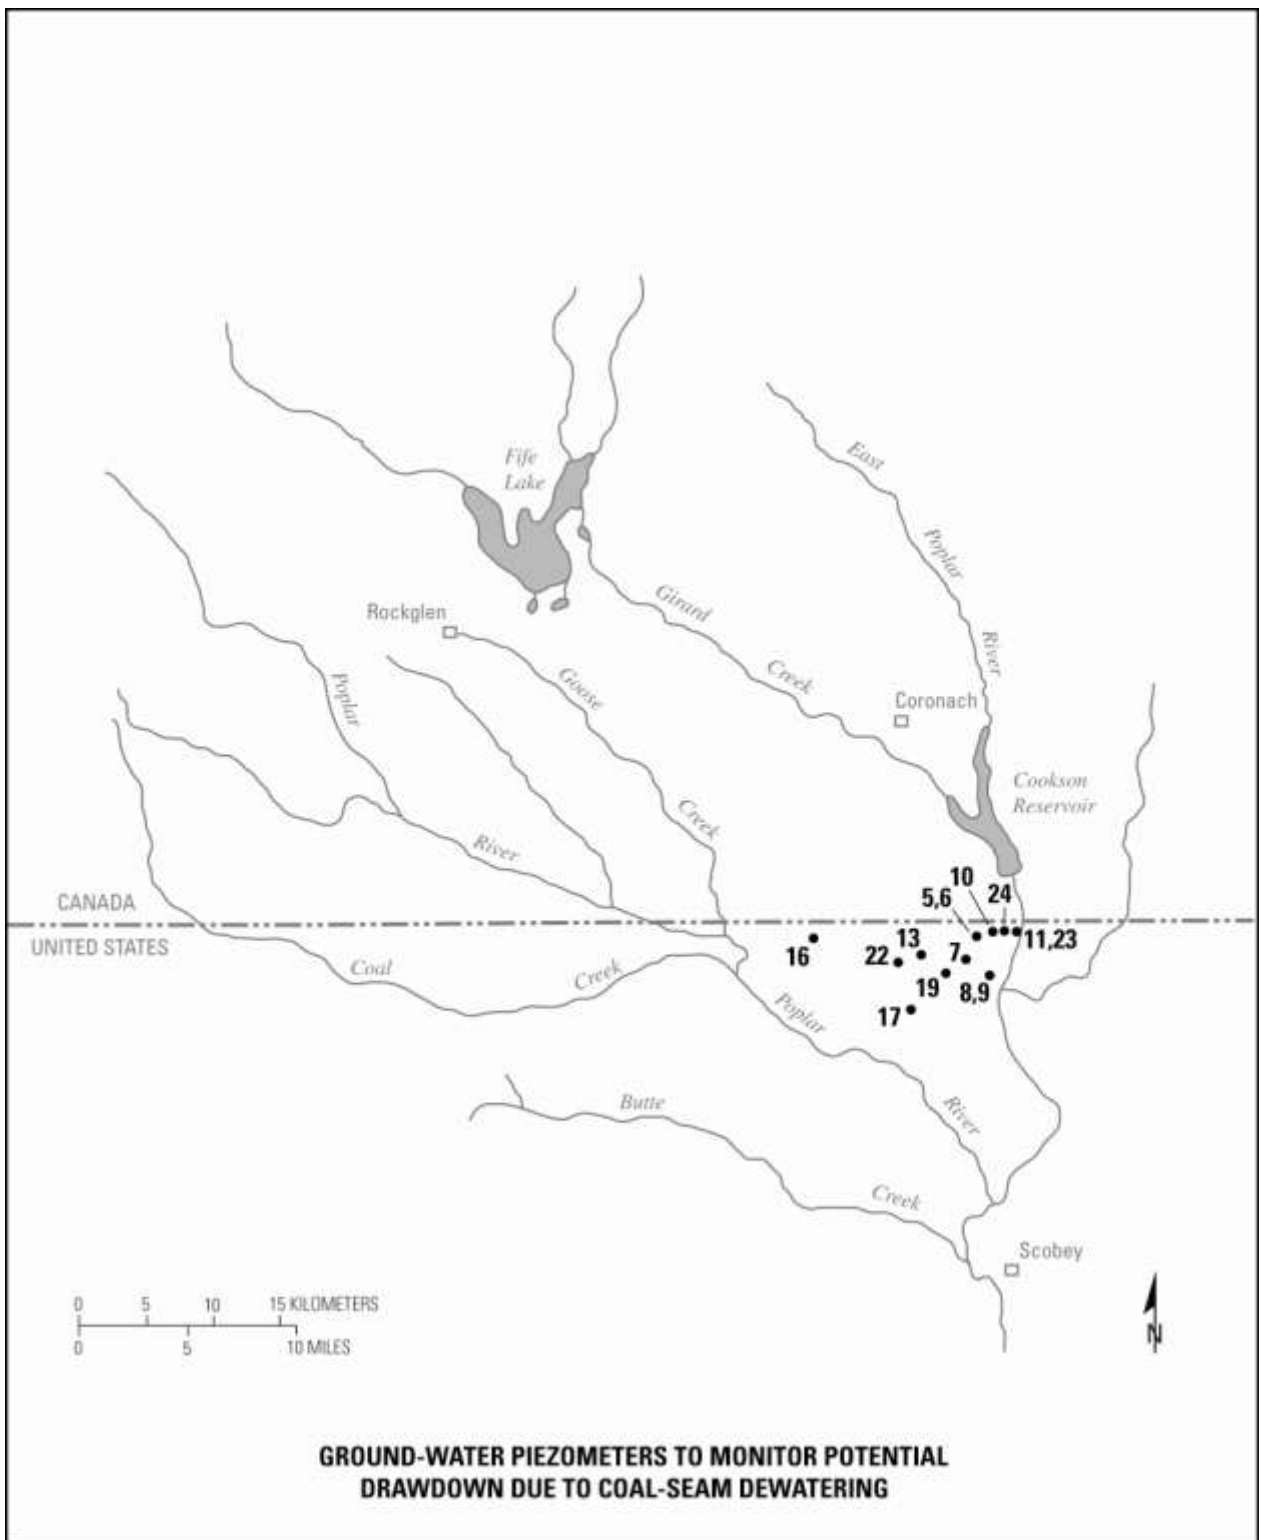 Fife
Lake
East
Poplar
River
Girard
Creek
Rockglen
Goose
Creek
Poplar
River
Coronach
Cookson
Reservoir
CANADA
UNITED STATES
10
24
5,6
11,23
16
22
13
7
19
8,9
17
Coal
Creek
Poplar
River
Butte
Creek
Scobey
0 5 10 15 KILOMETERS
0 5 10 MILES
N
GROUND-WATER PIEZOMETERS TO MONITOR POTENTIAL
DRAWDOWN DUE TO COAL-SEAM DEWATERING